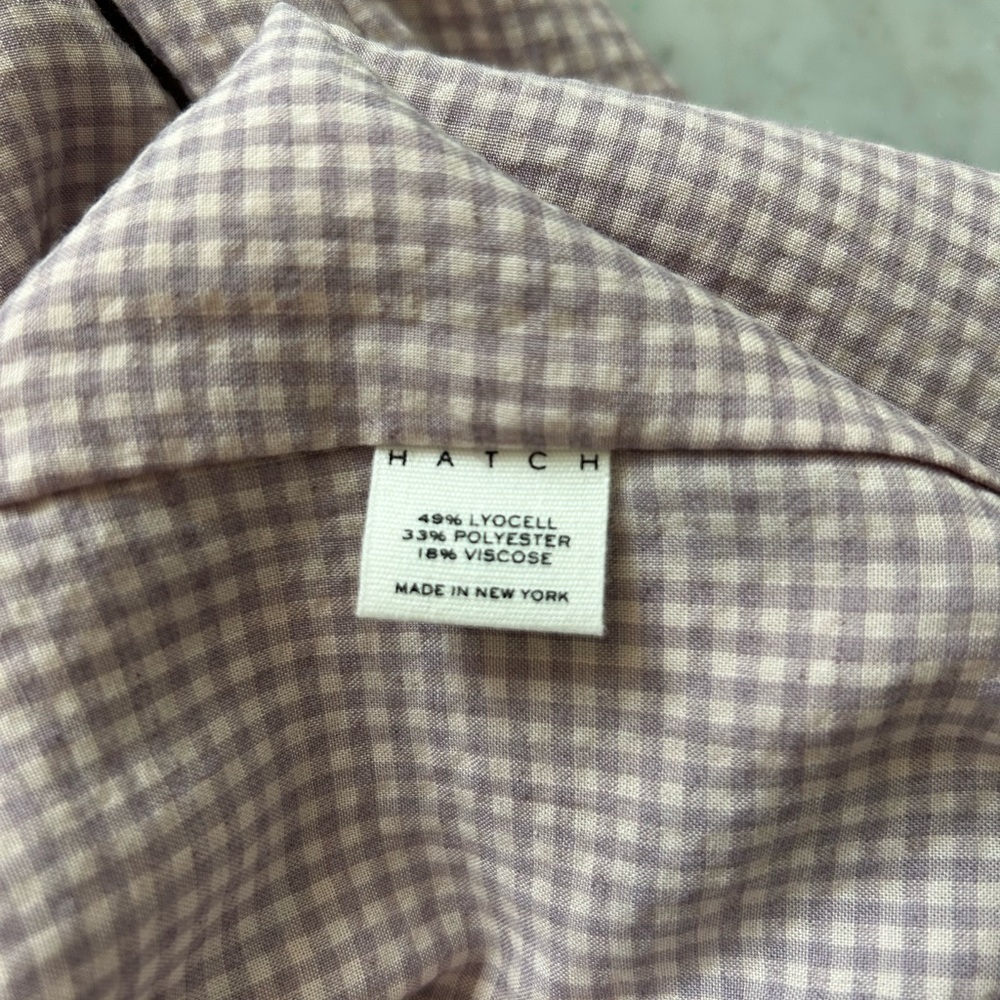 HATCH
49% LYOCELL
33% POLYESTER
18% VISCOSE
MADE IN NEW YORK